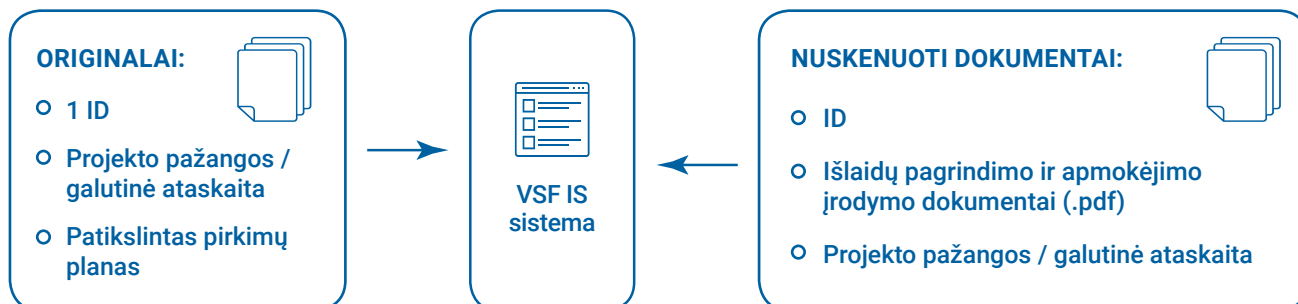 ORIGINALAI:
1 ID
Projekto pažangos /
galutinė ataskaita
Patikslintas pirkimų
planas
VSF IS
sistema
NUSKENUOTI DOKUMENTAI:
ID
Išlaidų pagrindimo ir apmokėjimo
įrodymo dokumentai (.pdf)
Projekto pažangos / galutinė ataskaita